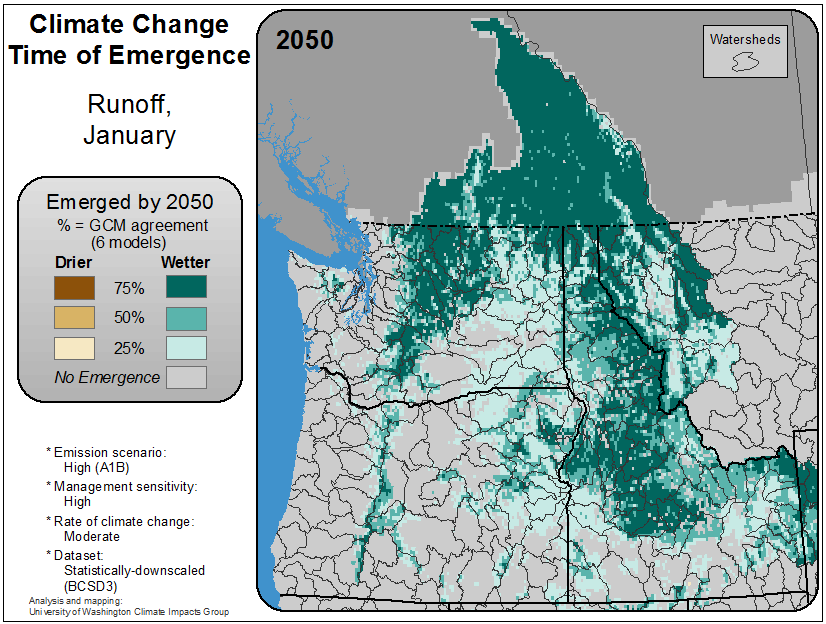 Climate Change
Time of Emergence
Runoff,
January
Emerged by 2050
% = GCM agreement
(6 models)
Drier Wetter
75%
50%
25%
No Emergence
* Emission scenario:
High (A1B)
* Management sensitivity:
High
* Rate of climate change:
Moderate
* Dataset:
Statistically-downscaled
(BCSD3)
Analysis and mapping:
University of Washington Climate Impacts Group
2050
Watersheds